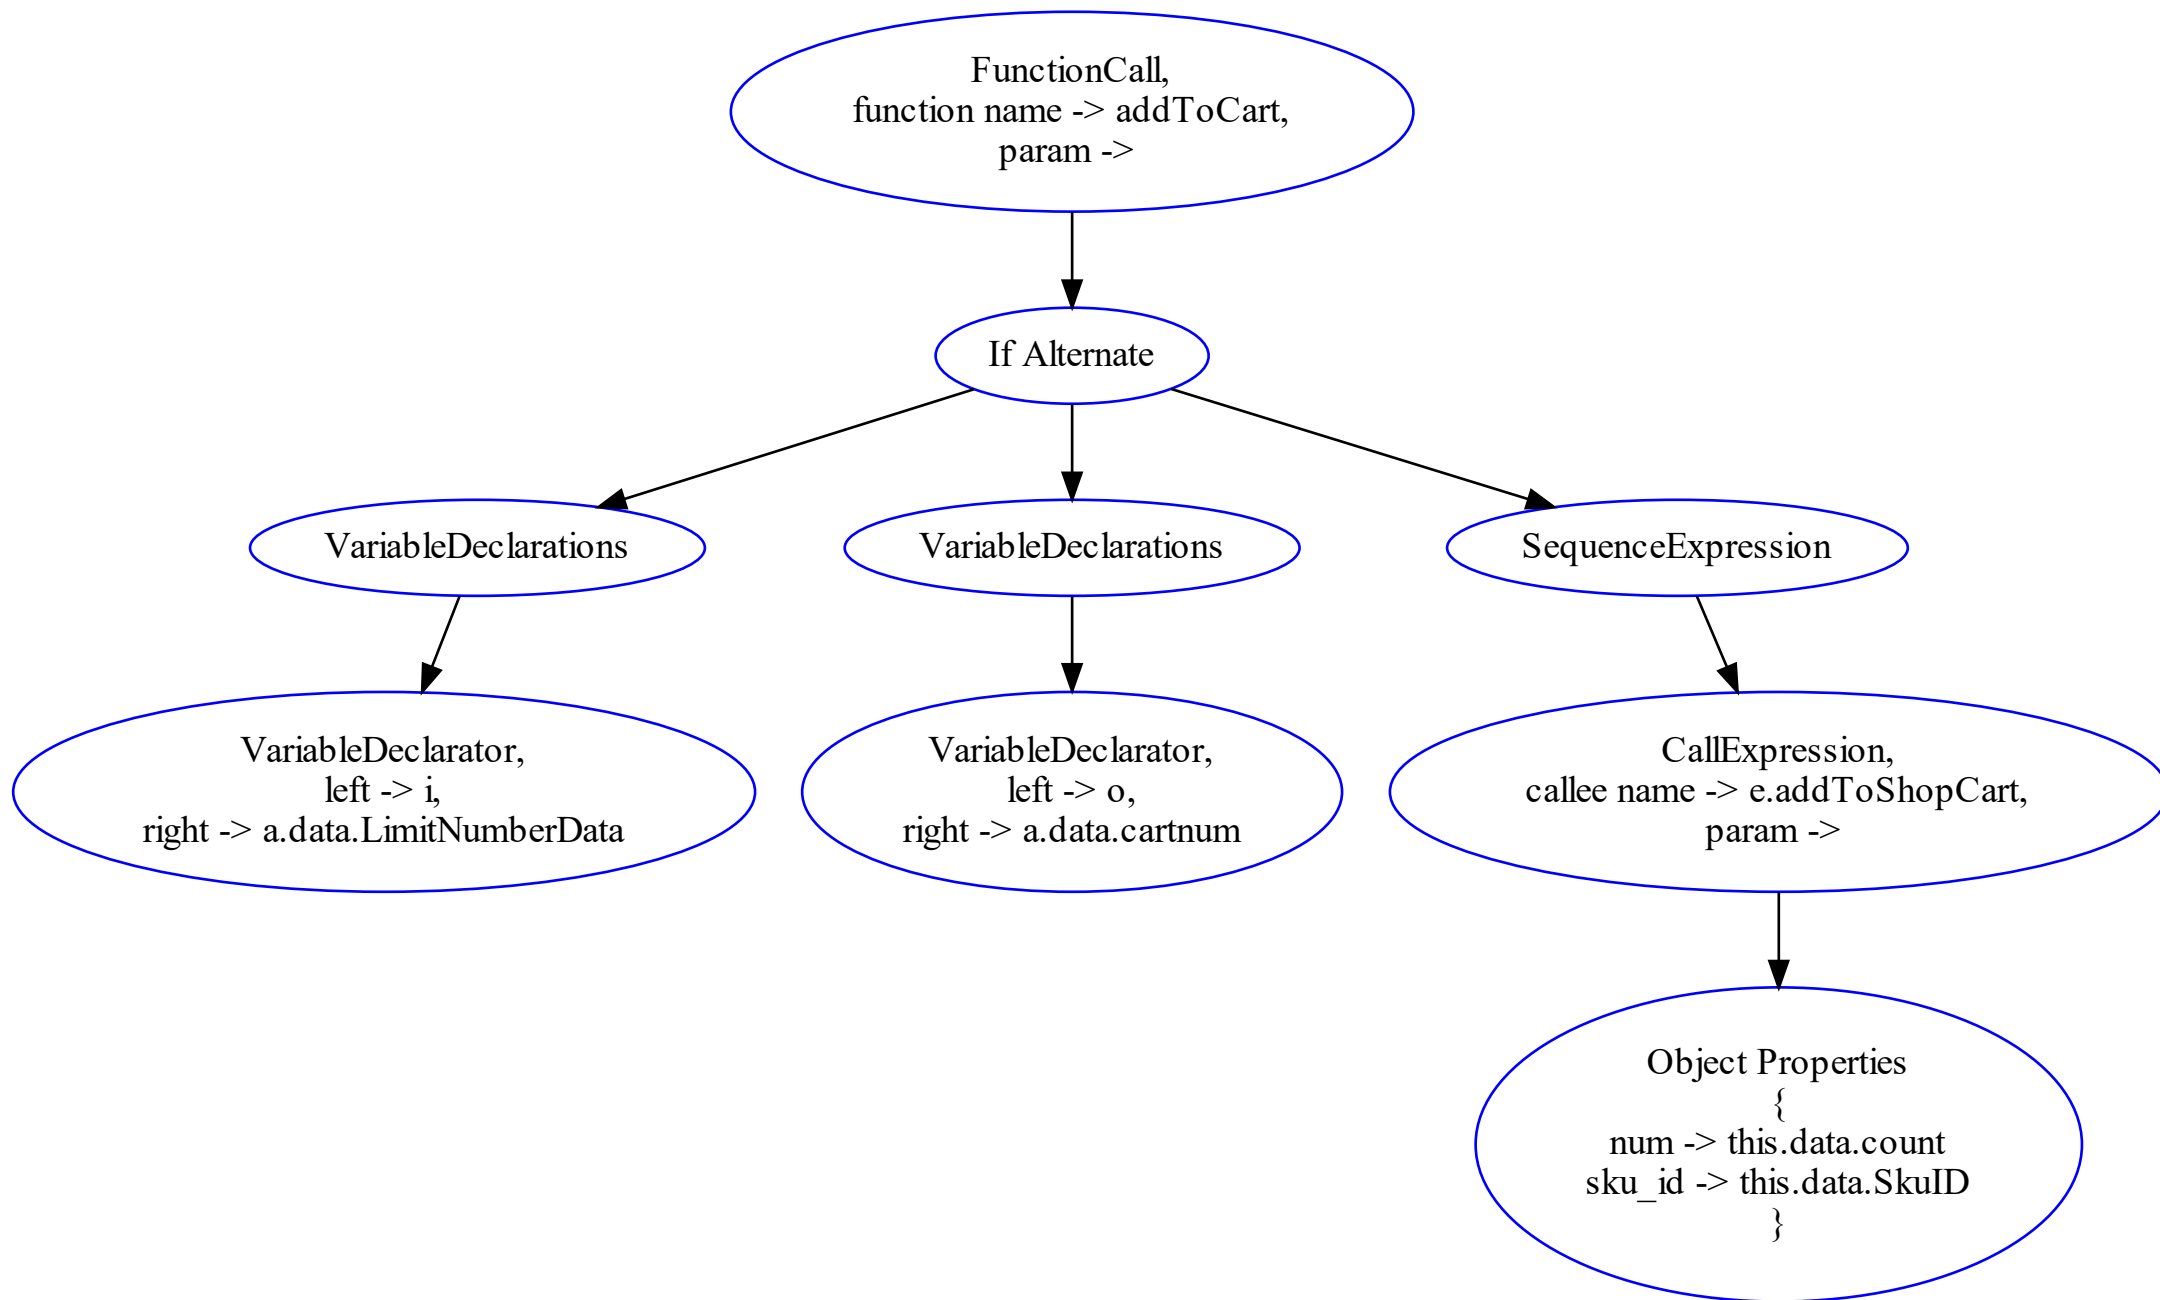 FunctionCall,
function name -> addToCart,
param ->
If Alternate
VariableDeclarations
VariableDeclarations
SequenceExpression
VariableDeclarator,
left -> i,
right -> a.data.LimitNumberData
VariableDeclarator,
left -> o,
right -> a.data.cartnum
CallExpression,
callee name -> e.addToShopCart,
param ->
Object Properties
{
num -> this.data.count
sku_id -> this.data.SkuID
}